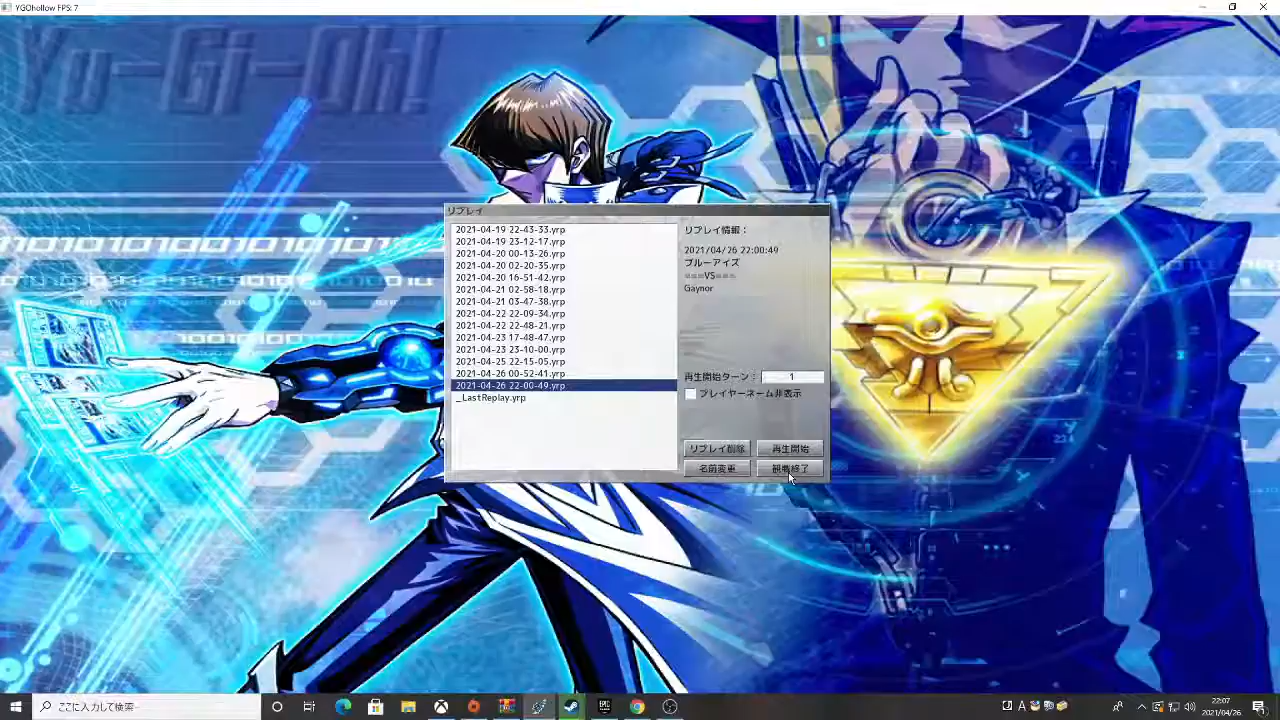 YGOhollow FPS: 7
Yu-Gi-Oh!
リプレイ
2021-04-19 22-43-33.yrp
2021-04-19 23-12-17.yrp
2021-04-20 00-13-26.yrp
2021-04-20 02-20-35.yrp
2021-04-20 16-51-42.yrp
2021-04-21 02-58-18.yrp
2021-04-21 03-47-38.yrp
2021-04-22 22-09-34.yrp
2021-04-22 22-48-21.yrp
2021-04-23 17-48-47.yrp
2021-04-23 23-10-00.yrp
2021-04-25 22-15-05.yrp
2021-04-26 00-52-41.yrp
2021-04-26 22-00-49.yrp
_LastReplay.yrp
リプレイ情報：
2021/04/26 22:00:49
ブルーアイズ
===VS===
Gaynor
再生開始ターン： 1
プレイヤーネーム非表示
リプレイ削除 再生開始
名前変更 観戦終了
ここに入力して検索
A
22:07
2021/04/26